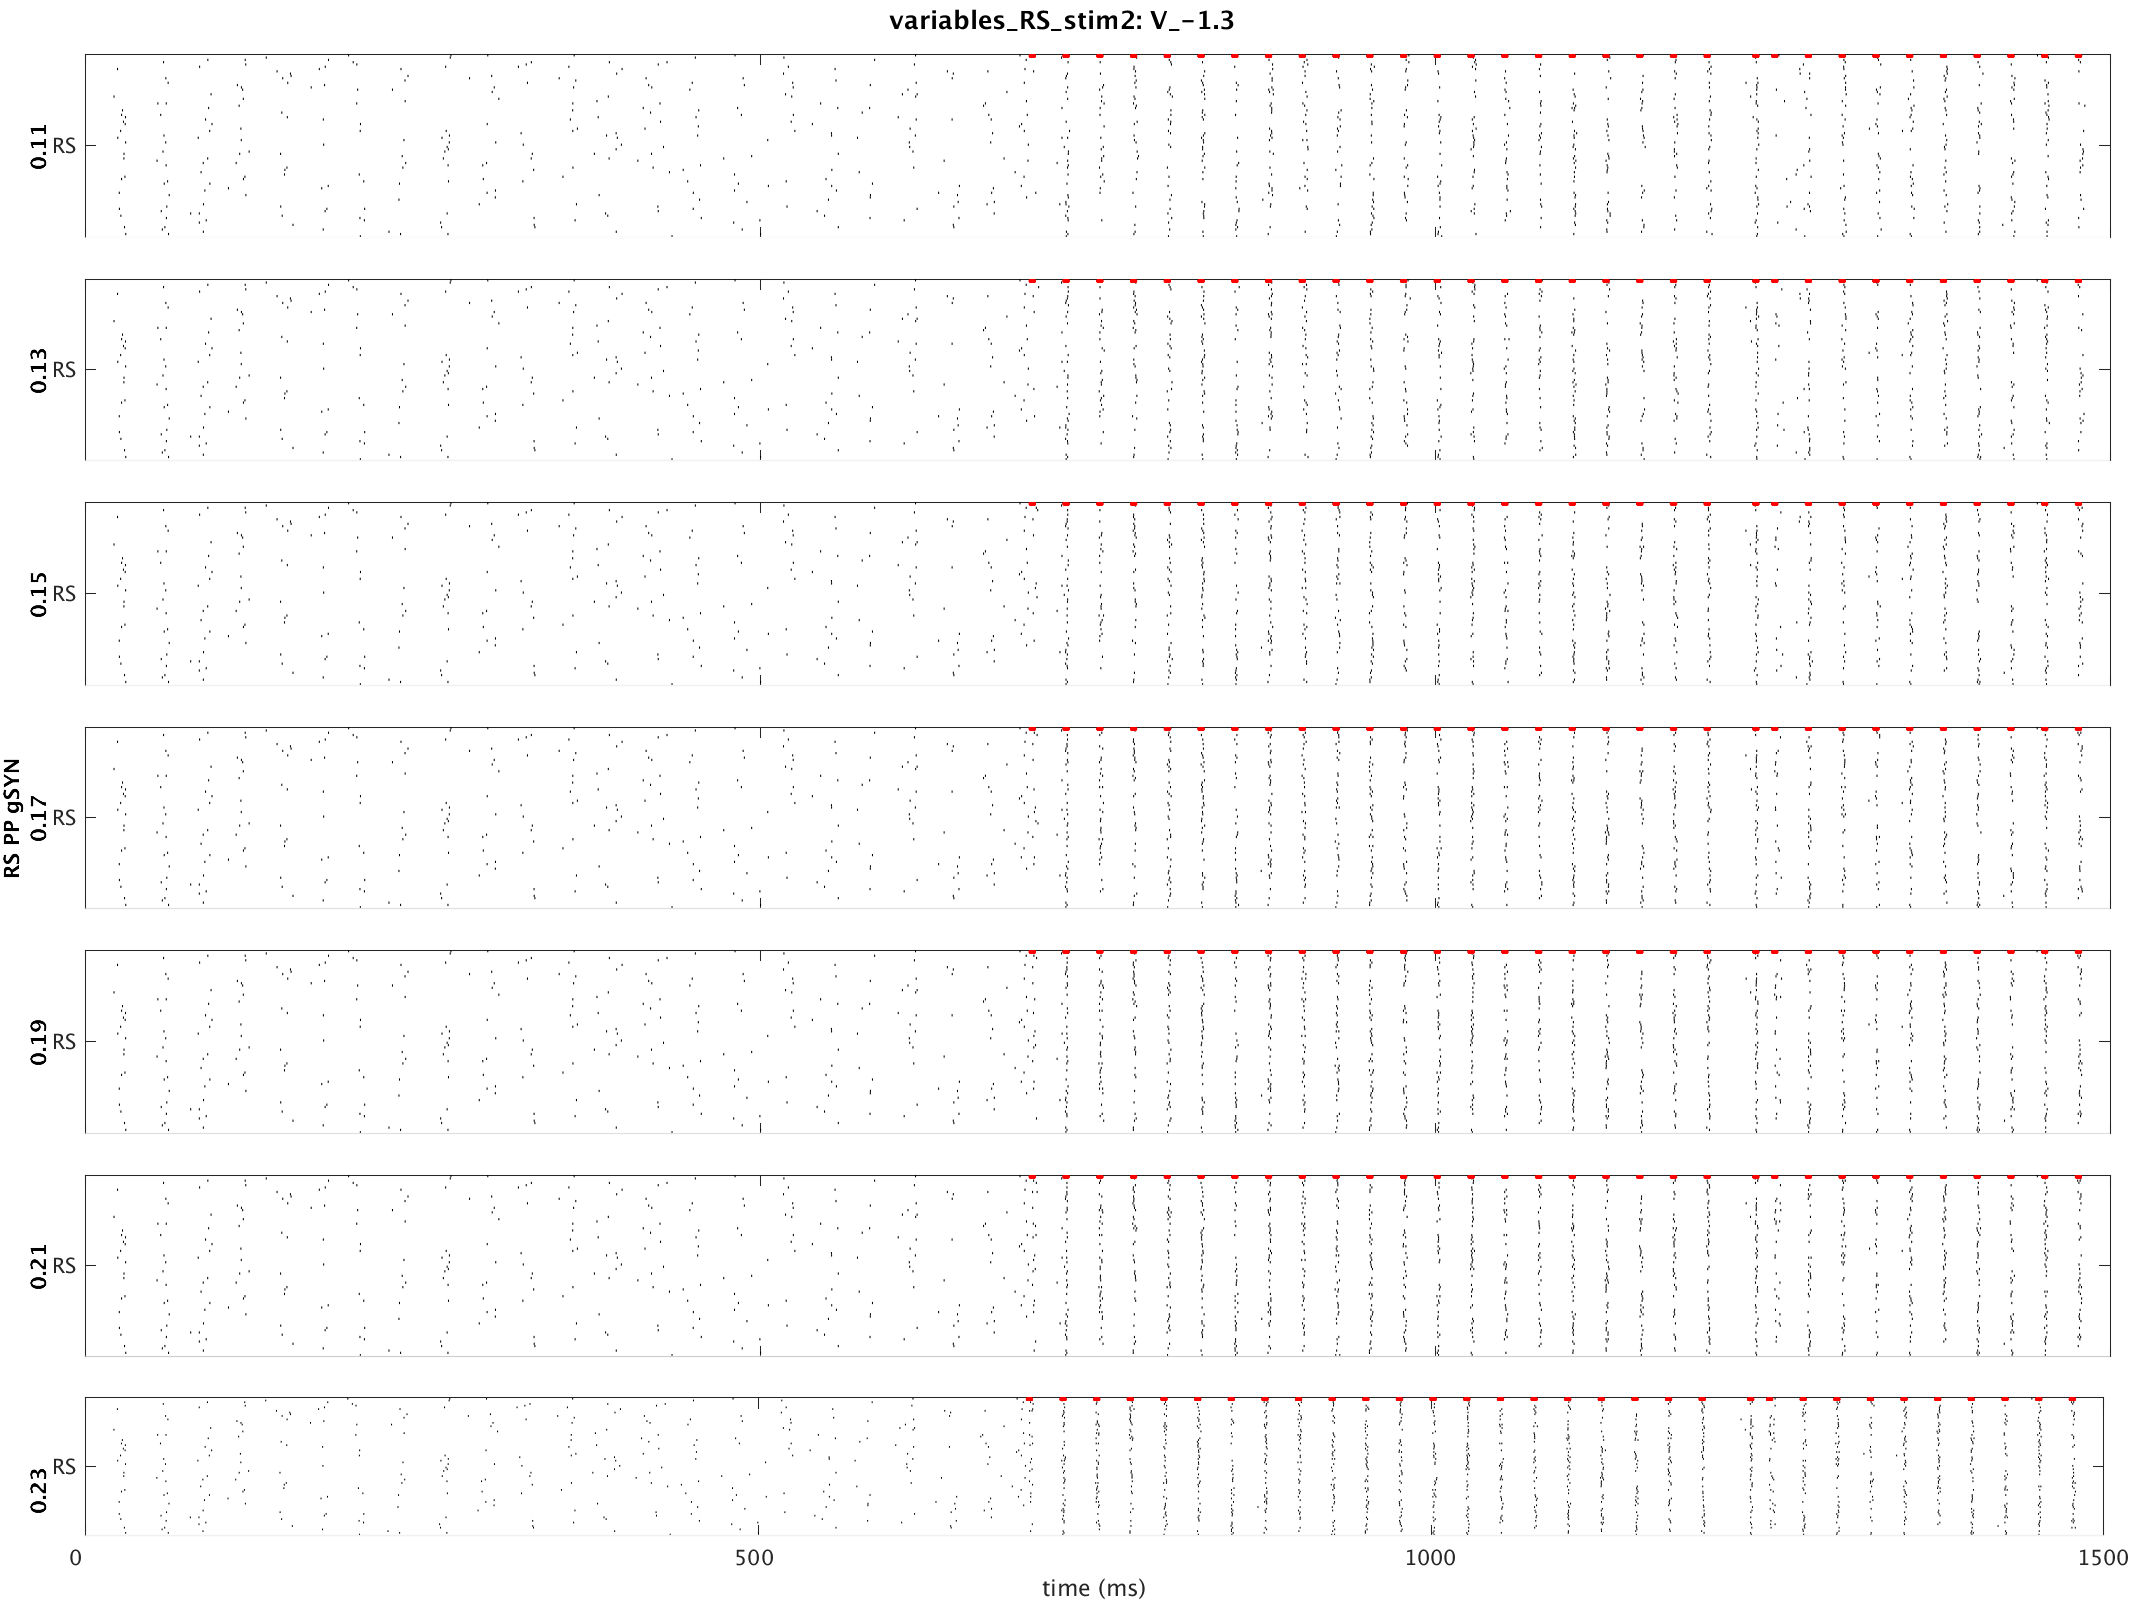 variables_RS_stim2: V_-1.3
0.11 RS
0.13 RS
0.15 RS
RS PP gSYN
0.17 RS
0.19 RS
0.21 RS
0.23 RS
0 500 1000 1500
time (ms)